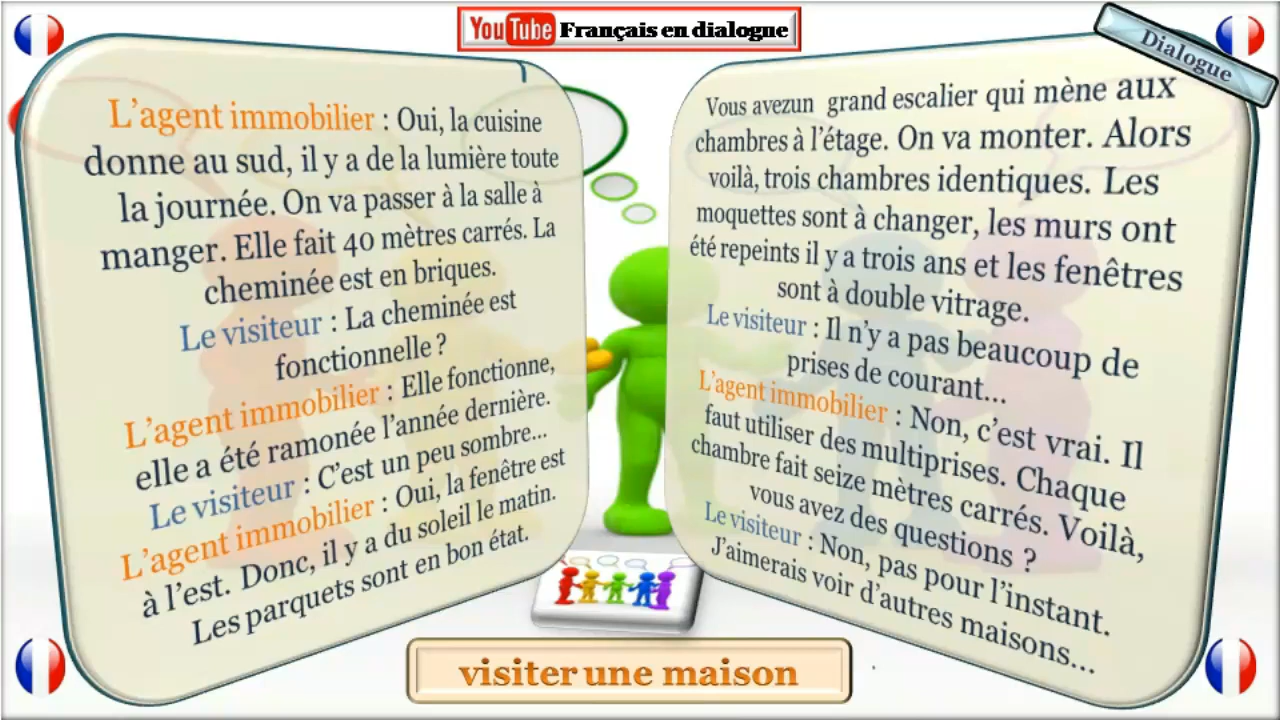 YouTube Français en dialogue
Dialogue
L'agent immobilier : Oui, la cuisine
donne au sud, il y a de la lumière toute
la journée. On va passer à la salle à
manger. Elle fait 40 mètres carrés. La
cheminée est en briques.
Le visiteur : La cheminée est
fonctionnelle ?
L'agent immobilier : Elle fonctionne,
elle a été ramonée l'année dernière.
Le visiteur : C'est un peu sombre...
L'agent immobilier : Oui, la fenêtre est
à l'est. Donc, il y a du soleil le matin.
Les parquets sont en bon état.
Vous avezun grand escalier qui mène aux
chambres à l'étage. On va monter. Alors
voilà, trois chambres identiques. Les
moquettes sont à changer, les murs ont
été repeints il y a trois ans et les fenêtres
sont à double vitrage.
Le visiteur : Il n'y a pas beaucoup de
prises de courant...
L'agent immobilier : Non, c'est vrai. Il
faut utiliser des multiprises. Chaque
chambre fait seize mètres carrés. Voilà,
vous avez des questions ?
Le visiteur : Non, pas pour l'instant.
J'aimerais voir d'autres maisons...
visiter une maison